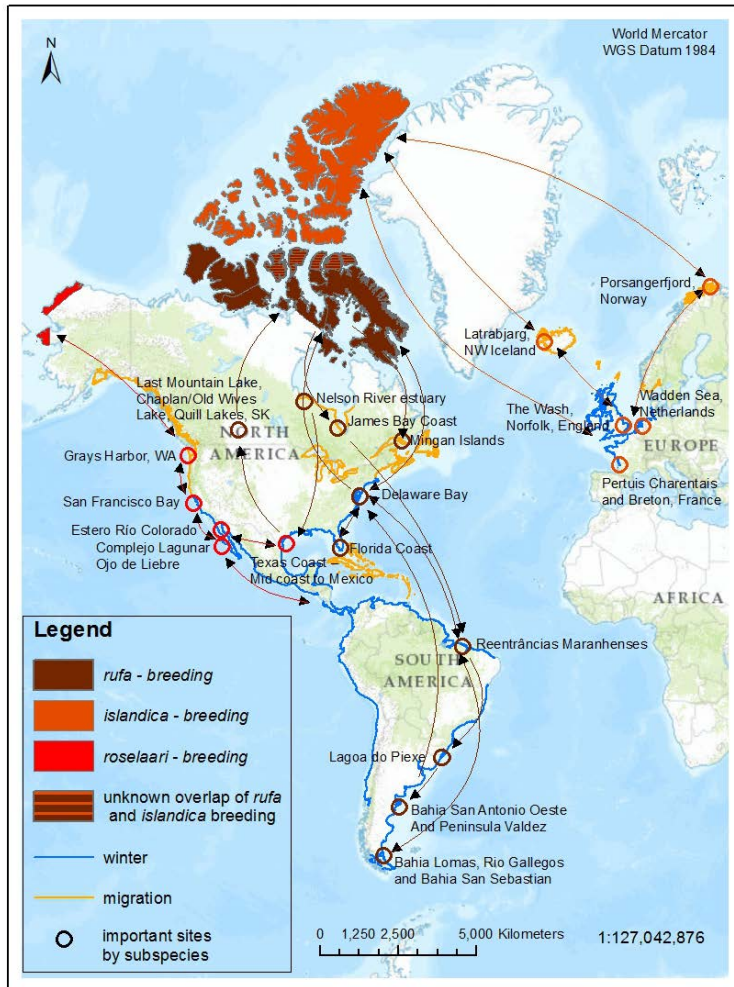 World Mercator
WGS Datum 1984
N
Porsangerfjord,
Norway
Latrabjarg,
NW Iceland
Last Mountain Lake,
Chaplan/Old Wives
Lake, Quill Lakes, SK
Nelson River estuary
James Bay Coast
Mingan Islands
NORTH
AMERICA
The Wash,
Norfolk, England
Wadden Sea,
Netherlands
EUROPE
Pertuis Charentais
and Breton, France
Grays Harbor, WA
San Francisco Bay
Delaware Bay
Estero Río Colorado
Complejo Lagunar
Ojo de Liebre
Florida Coast
Texas Coast –
Mid coast to Mexico
AFRICA
Reentrâncias Maranhenses
SOUTH
AMERICA
Lagoa do Piexe
Bahia San Antonio Oeste
And Peninsula Valdez
Bahia Lomas, Rio Gallegos
and Bahia San Sebastian
Legend
rufa - breeding
islandica - breeding
roselaari - breeding
unknown overlap of rufa
and islandica breeding
winter
migration
important sites
by subspecies
0 1,250 2,500 5,000 Kilometers
1:127,042,876